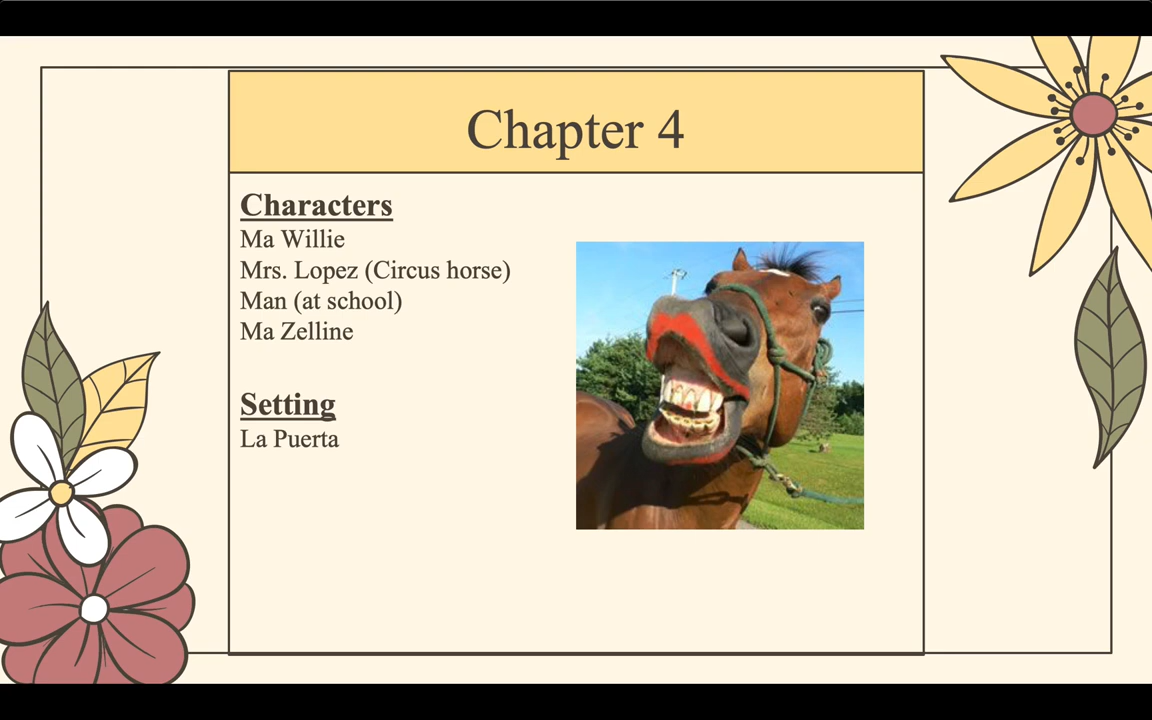 Chapter 4
Characters
Ma Willie
Mrs. Lopez (Circus horse)
Man (at school)
Ma Zelline
Setting
La Puerta